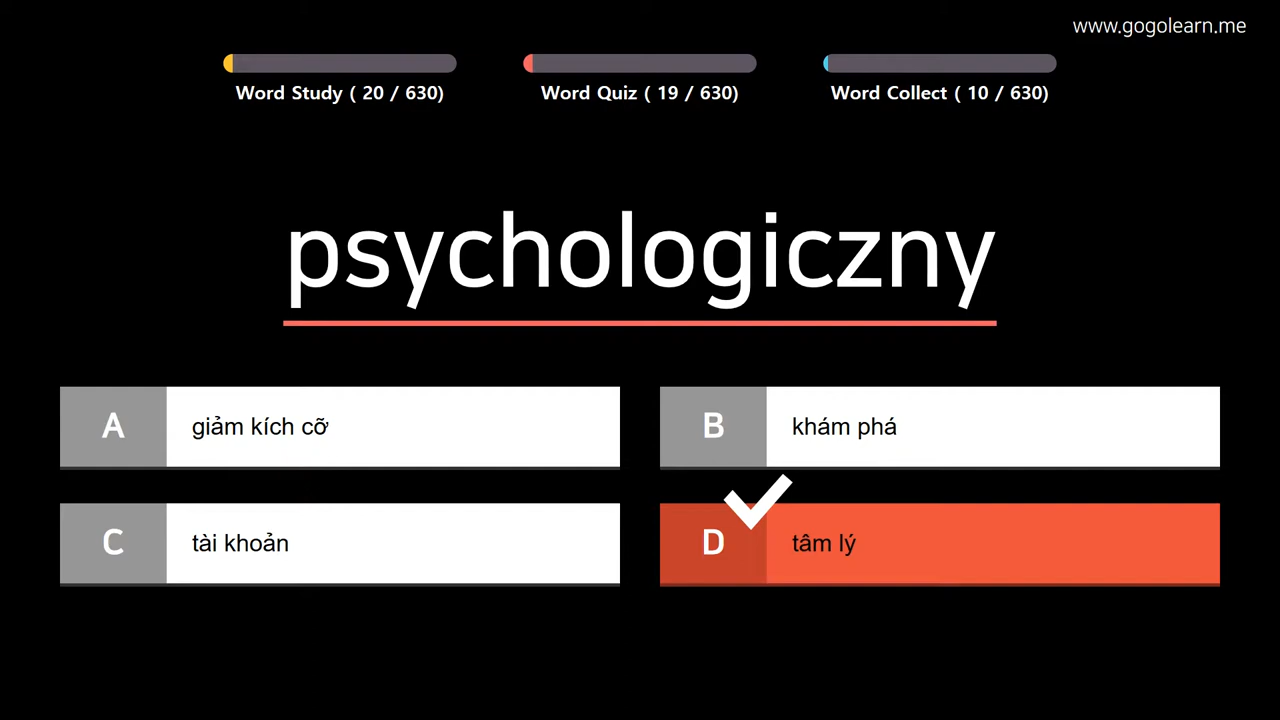 www.gogolearn.me
Word Study ( 20 / 630)
Word Quiz ( 19 / 630)
Word Collect ( 10 / 630)
psychologiczny
A
giảm kích cỡ
B
khám phá
C
tài khoản
D
tâm lý